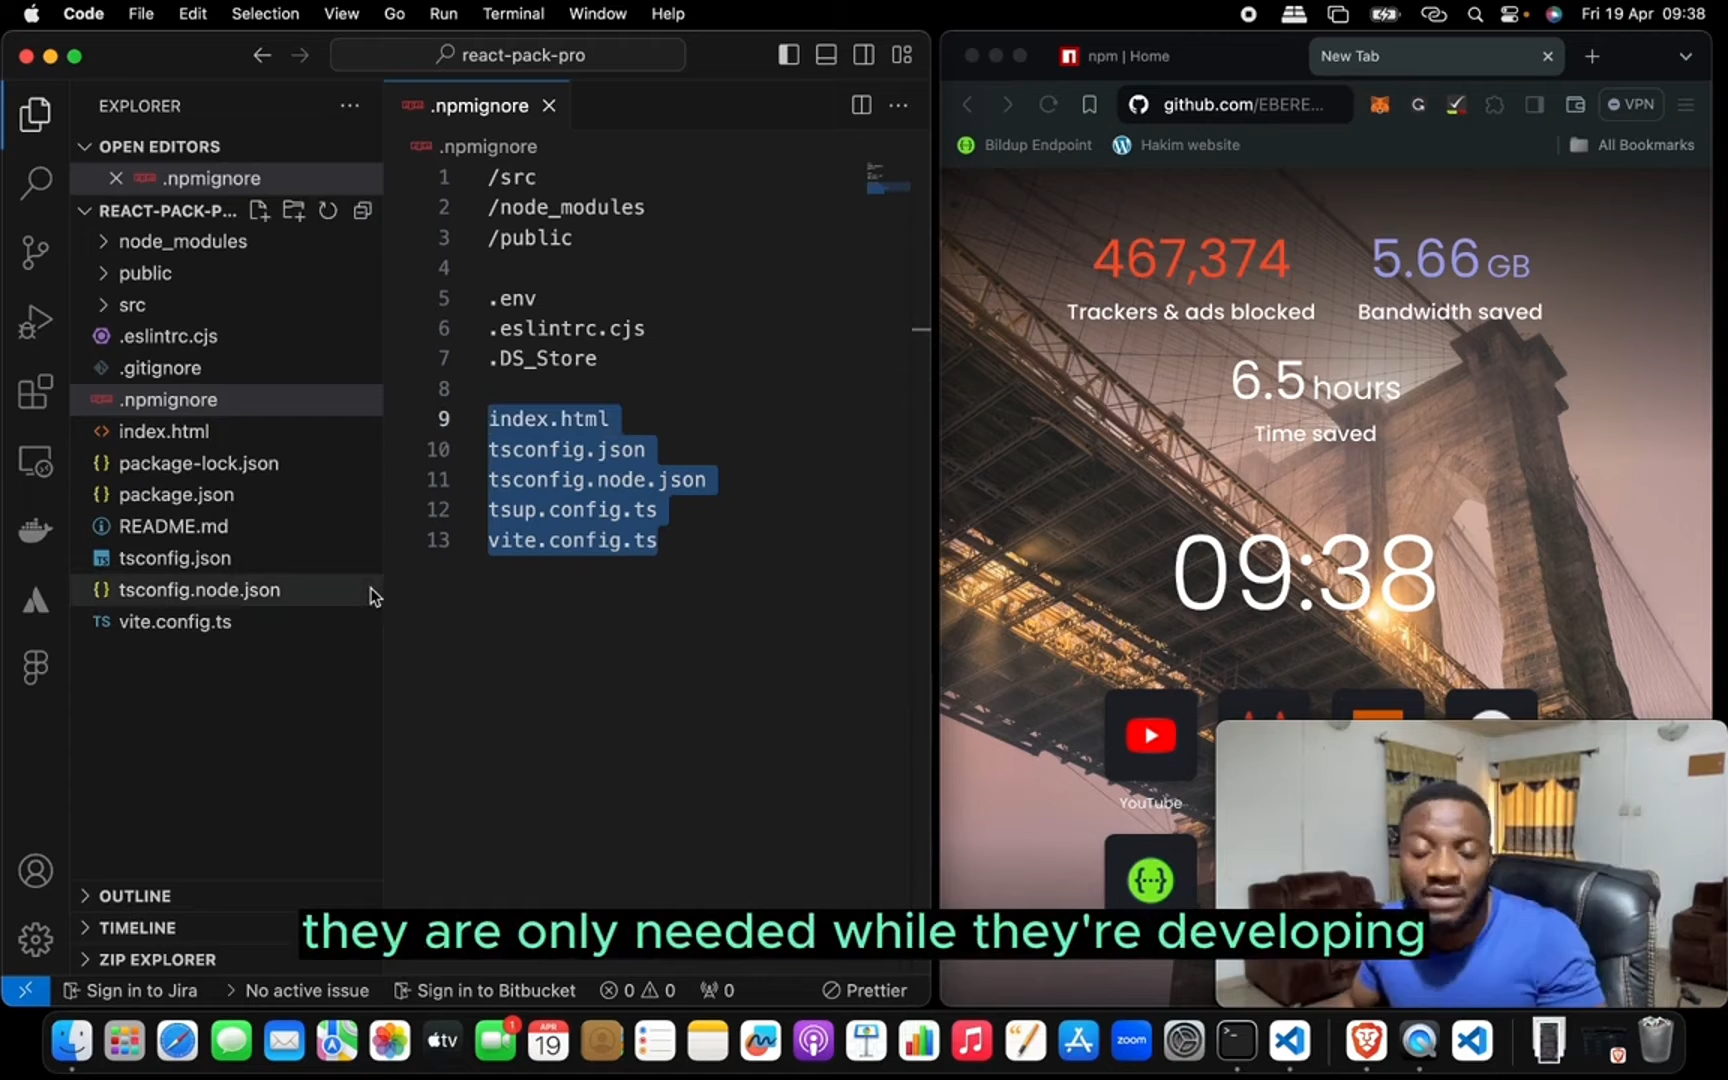 Code File Edit Selection View Go Run Terminal Window Help Fri 19 Apr 09:38
react-pack-pro
EXPLORER
OPEN EDITORS
.npmignore
REACT-PACK-P...
node_modules
public
src
.eslintrc.cjs
.gitignore
.npmignore
index.html
package-lock.json
package.json
README.md
tsconfig.json
tsconfig.node.json
TS vite.config.ts
OUTLINE
TIMELINE
ZIP EXPLORER
.npmignore
.npmignore
1 /src
2 /node_modules
3 /public
4
5 .env
6 .eslintrc.cjs
7 .DS_Store
8
9 index.html
10 tsconfig.json
11 tsconfig.node.json
12 tsup.config.ts
13 vite.config.ts
Sign in to Jira No active issue Sign in to Bitbucket 0 0 0 Prettier
npm | Home New Tab
github.com/EBERE... VPN
Bildup Endpoint Hakim website All Bookmarks
467,374 5.66 GB
Trackers & ads blocked Bandwidth saved
6.5 hours
Time saved
09:38
YouTube
they are only needed while they're developing
tv 1 APR 19 zoom